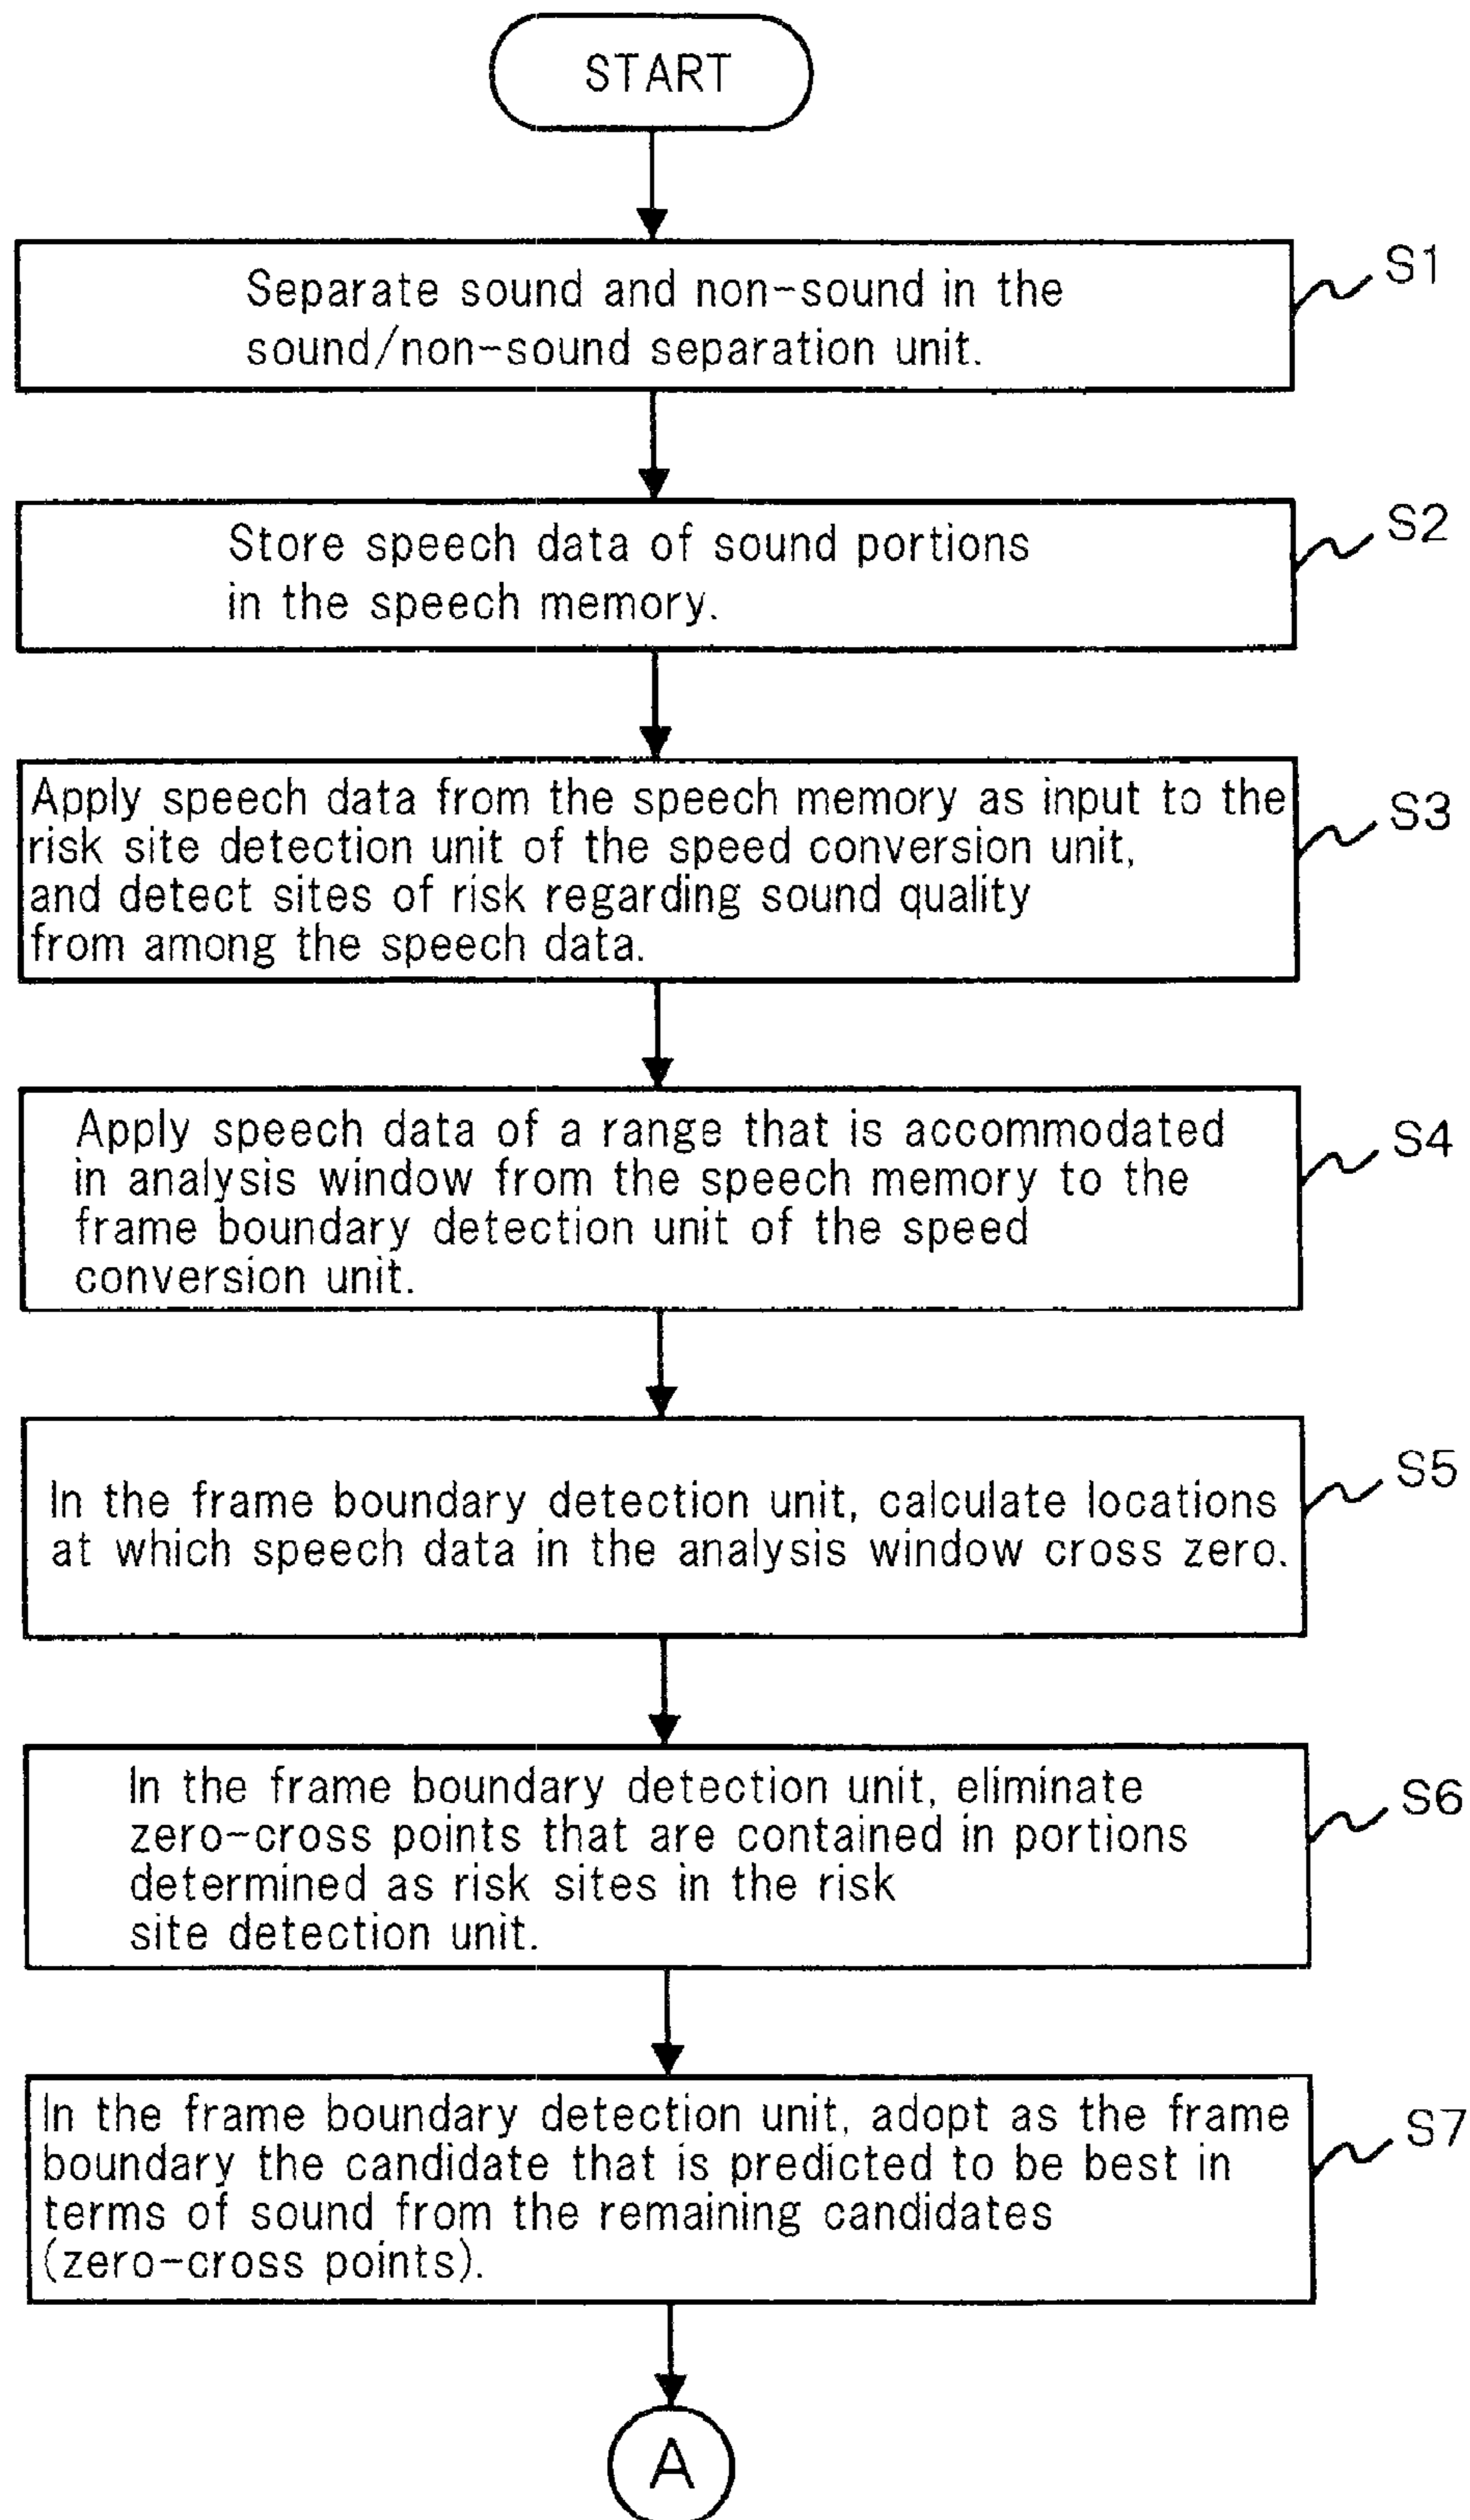 START
S1
Separate sound and non-sound in the
sound/non-sound separation unit.
S2
Store speech data of sound portions
in the speech memory.
S3
Apply speech data from the speech memory as input to the
risk site detection unit of the speed conversion unit,
and detect sites of risk regarding sound quality
from among the speech data.
S4
Apply speech data of a range that is accommodated
in analysis window from the speech memory to the
frame boundary detection unit of the speed
conversion unit.
S5
In the frame boundary detection unit, calculate locations
at which speech data in the analysis window cross zero.
S6
In the frame boundary detection unit, eliminate
zero-cross points that are contained in portions
determined as risk sites in the risk
site detection unit.
S7
In the frame boundary detection unit, adopt as the frame
boundary the candidate that is predicted to be best in
terms of sound from the remaining candidates
(zero-cross points).
A